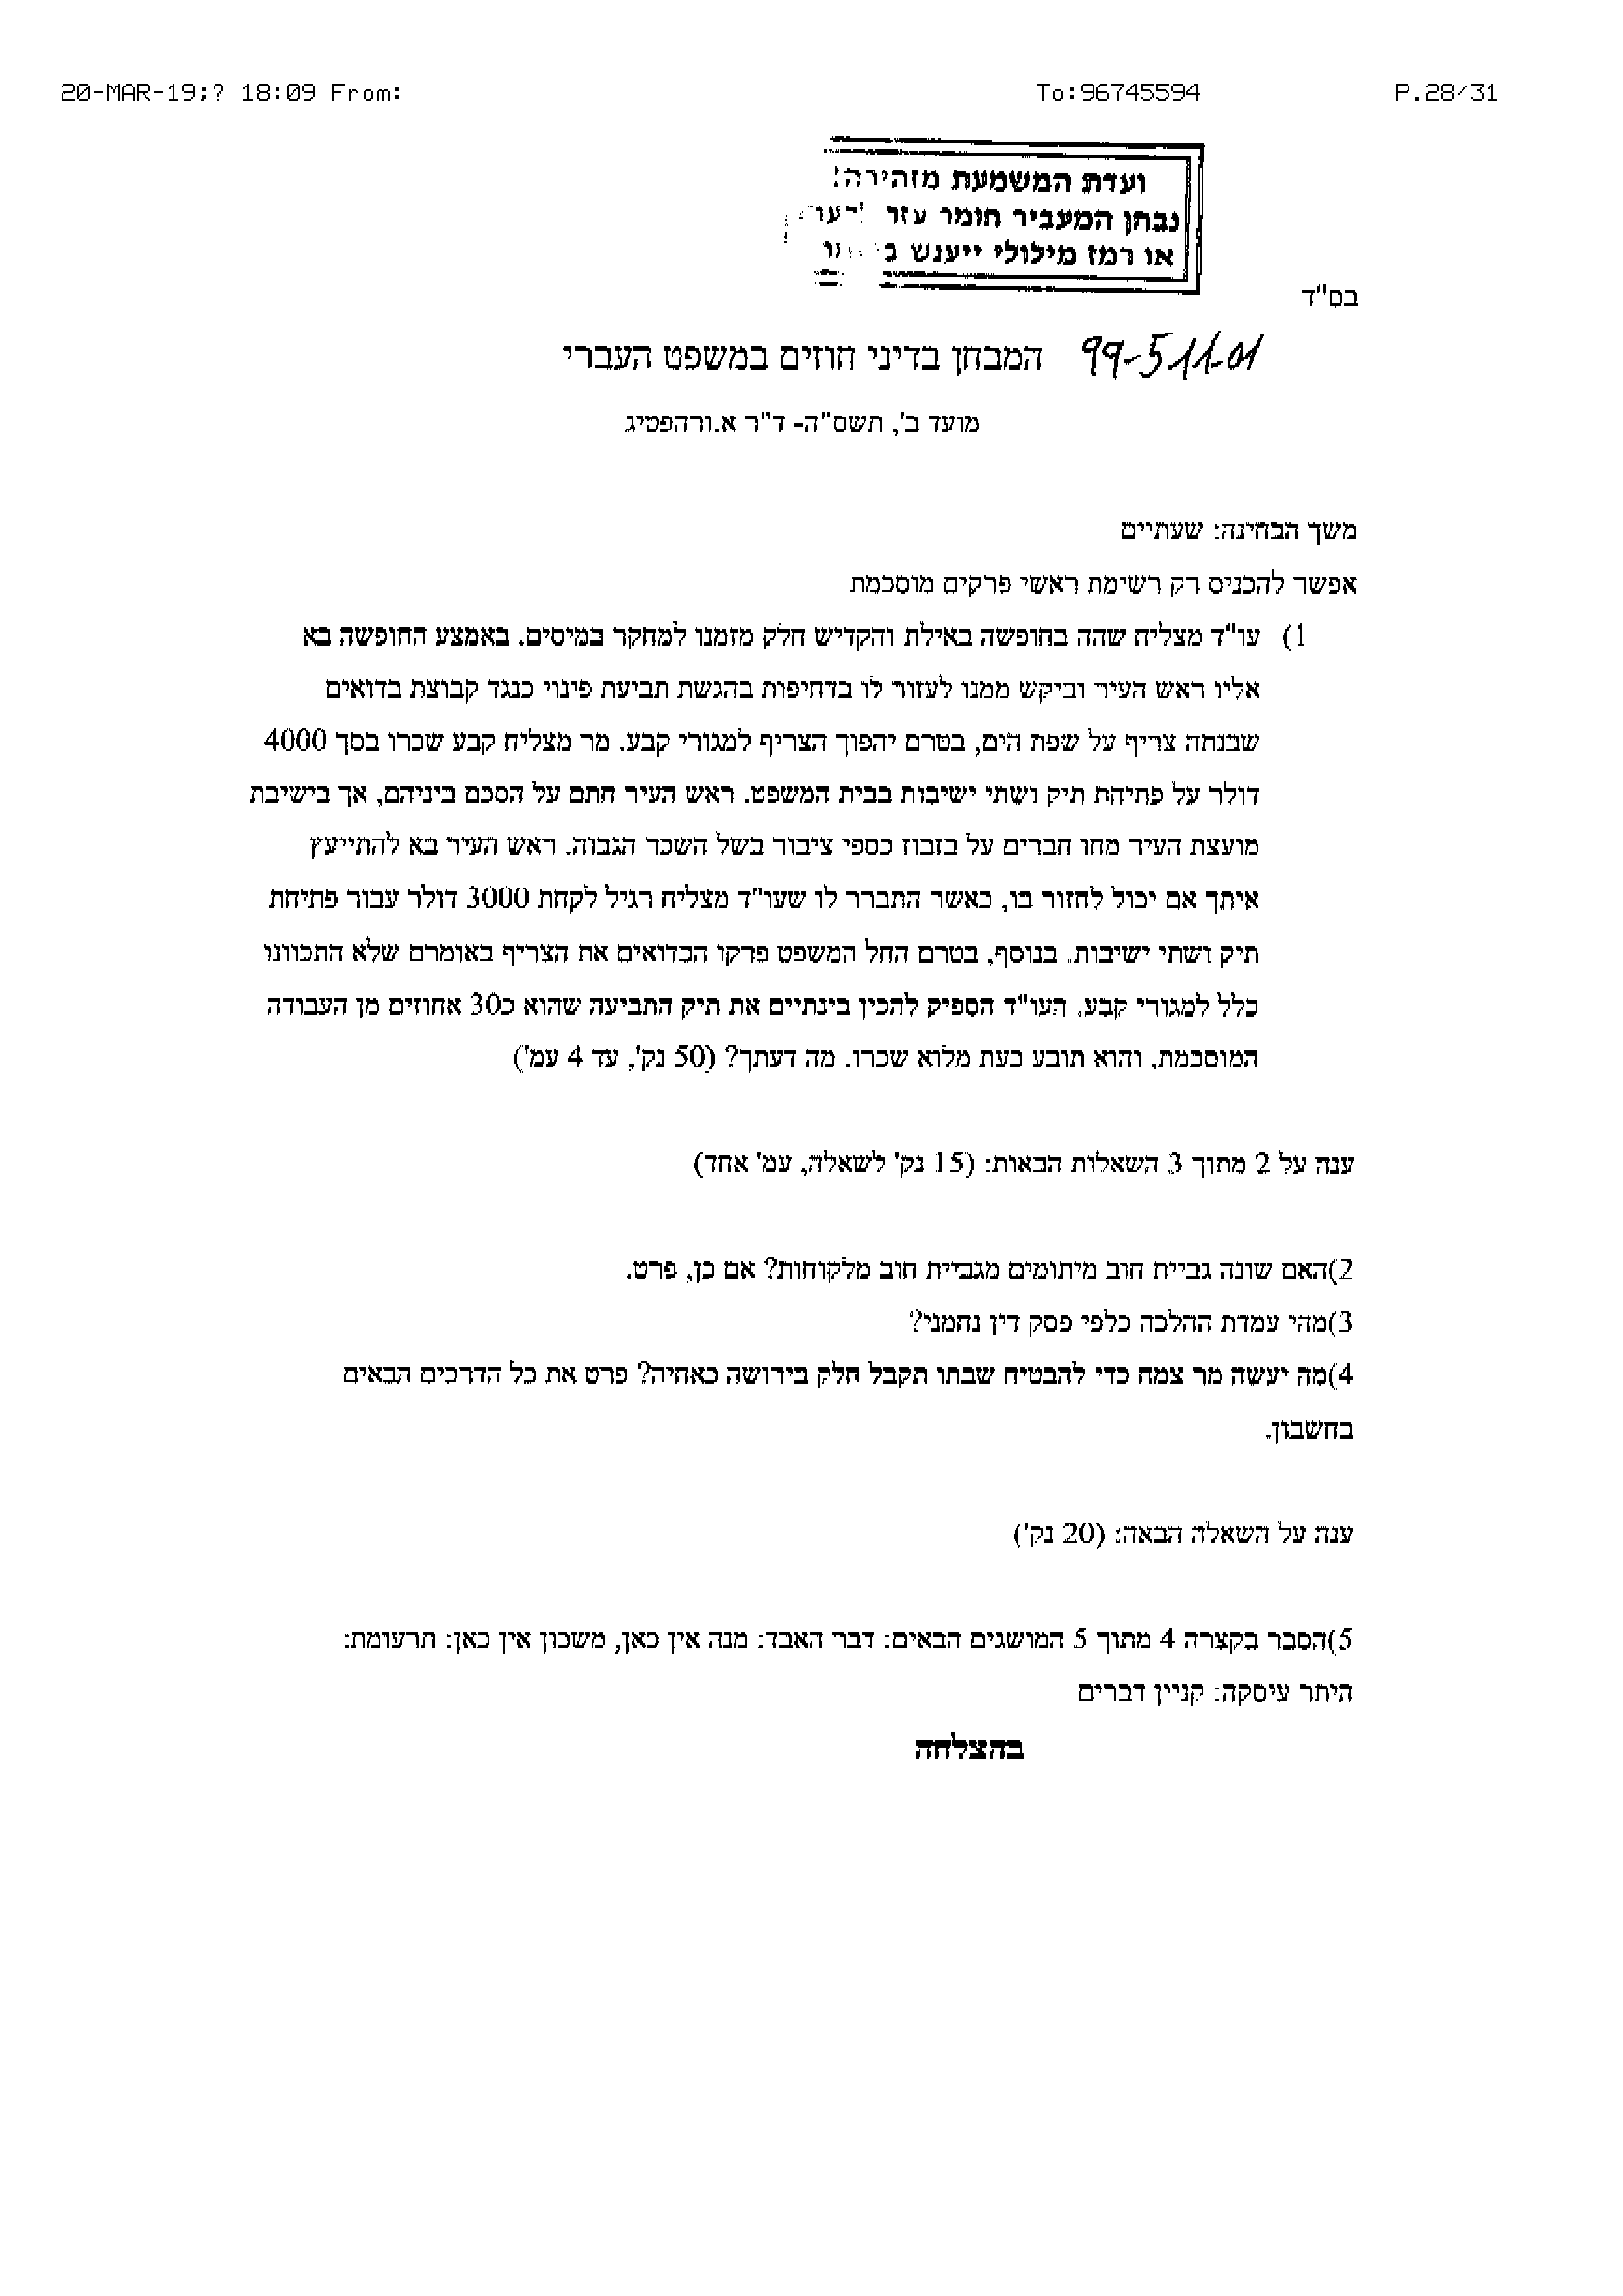 20-MAR-19;? 18:09 From: To:96745594 P.28/31
ועדת המשמעת מזהירה!
נבחן המעביר חומר עזר
או רמז מילולי ייענש
בס"ד
99-511-01 המבחן בדיני חוזים במשפט העברי
מועד ב', תשס"ה- ד"ר א.ורהפטיג
משך הבחינה: שעתיים
אפשר להכניס רק רשימת ראשי פרקים מוסכמת
1) עו"ד מצליח שהה בחופשה באילת והקדיש חלק מזמנו למחקר במיסים. באמצע החופשה בא
אליו ראש העיר וביקש ממנו לעזור לו בדחיפות בהגשת תביעת פינוי כנגד קבוצת בדואים
שבנתה צריף על שפת הים, בטרם יהפוך הצריף למגורי קבע. מר מצליח קבע שכרו בסך 4000
דולר על פתיחת תיק ושתי ישיבות בבית המשפט. ראש העיר חתם על הסכם ביניהם, אך בישיבת
מועצת העיר מחו חברים על בזבוז כספי ציבור בשל השכר הגבוה. ראש העיר בא להתייעץ
איתך אם יכול לחזור בו, כאשר התברר לו שעו"ד מצליח רגיל לקחת 3000 דולר עבור פתיחת
תיק ושתי ישיבות. בנוסף, בטרם החל המשפט פרקו הבדואים את הצריף באומרם שלא התכוונו
כלל למגורי קבע. העו"ד הספיק להכין בינתיים את תיק התביעה שהוא כ30 אחוזים מן העבודה
המוסכמת, והוא תובע כעת מלוא שכרו. מה דעתך? (50 נק', עד 4 עמ')
ענה על 2 מתוך 3 השאלות הבאות: (15 נק' לשאלה, עמ' אחד)
2)האם שונה גביית חוב מיתומים מגביית חוב מלקוחות? אם כן, פרט.
3)מהי עמדת ההלכה כלפי פסק דין נחמני?
4)מה יעשה מר צמח כדי להבטיח שבתו תקבל חלק בירושה כאחיה? פרט את כל הדרכים הבאים
בחשבון.
ענה על השאלה הבאה: (20 נק')
5)הסבר בקצרה 4 מתוך 5 המושגים הבאים: דבר האבד: מנה אין כאן, משכון אין כאן: תרעומת:
היתר עיסקה: קניין דברים
בהצלחה